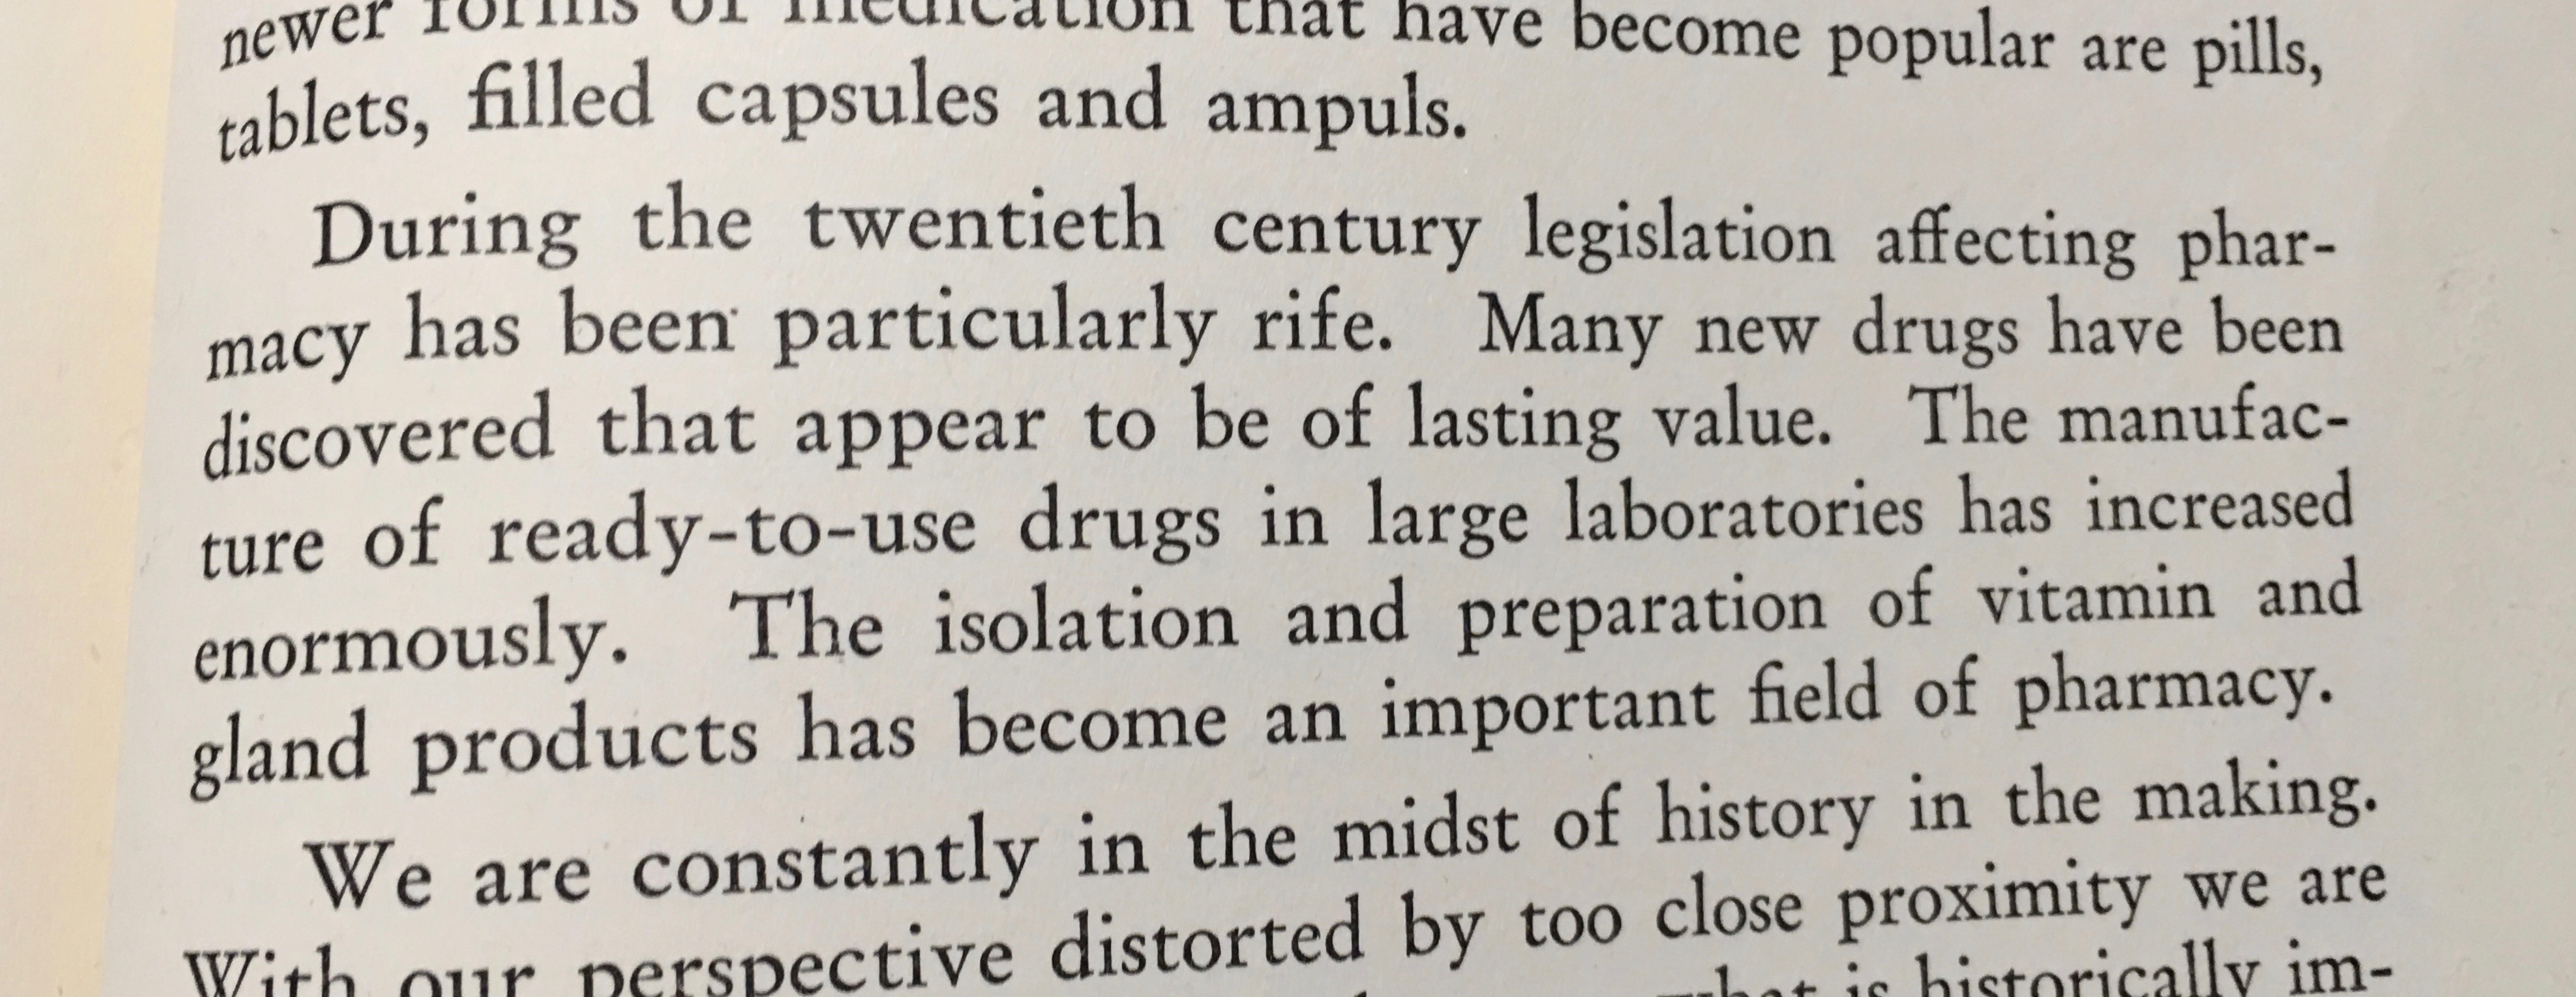 newer forms of medication that have become popular are pills,
tablets, filled capsules and ampuls.
During the twentieth century legislation affecting phar-
macy has been particularly rife. Many new drugs have been
discovered that appear to be of lasting value. The manufac-
ture of ready-to-use drugs in large laboratories has increased
enormously. The isolation and preparation of vitamin and
gland products has become an important field of pharmacy.
We are constantly in the midst of history in the making.
With our perspective distorted by too close proximity we are
what is historically im-